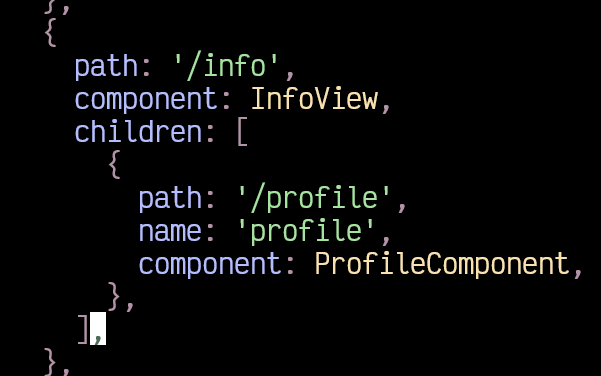 },
{
path: '/info',
component: InfoView,
children: [
{
path: '/profile',
name: 'profile',
component: ProfileComponent,
},
],
},